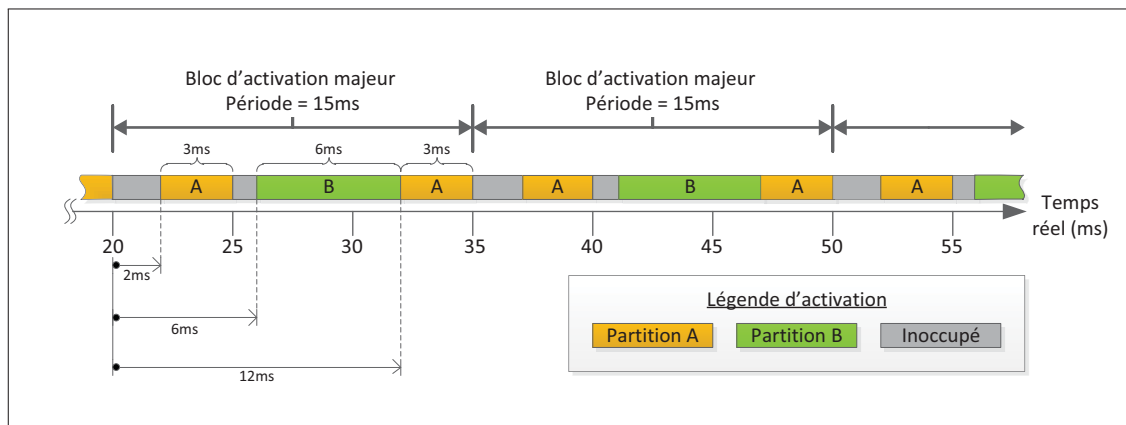 Bloc d’activation majeur
Période = 15ms
Bloc d’activation majeur
Période = 15ms
3ms
6ms
3ms
A
B
A
A
B
A
A
Temps
réel (ms)
20
25
30
35
40
45
50
55
2ms
6ms
12ms
Légende d’activation
Partition A
Partition B
Inoccupé